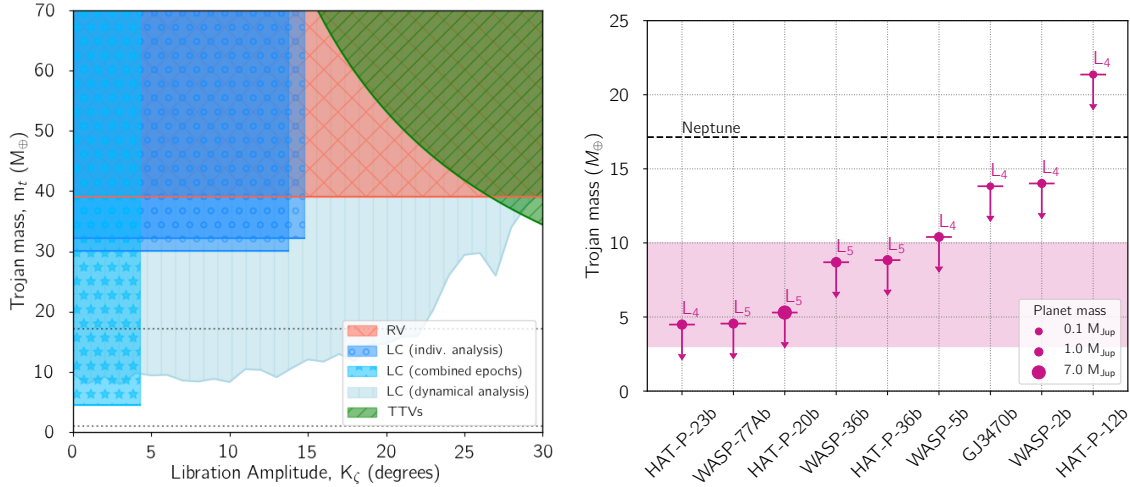 70
60
50
40
30
20
10
0
Trojan mass, mₜ (M⊕)
RV
LC (indiv. analysis)
LC (combined epochs)
LC (dynamical analysis)
TTVs
0 5 10 15 20 25 30
Libration Amplitude, K_ζ (degrees)
25
20
15
10
5
0
Trojan mass (M⊕)
Neptune
L₄
L₅
L₅
L₅
L₅
L₄
L₄
L₄
L₄
Planet mass
0.1 M_Jup
1.0 M_Jup
7.0 M_Jup
HAT-P-23b
WASP-77Ab
HAT-P-20b
WASP-36b
HAT-P-36b
WASP-5b
GJ3470b
WASP-2b
HAT-P-12b